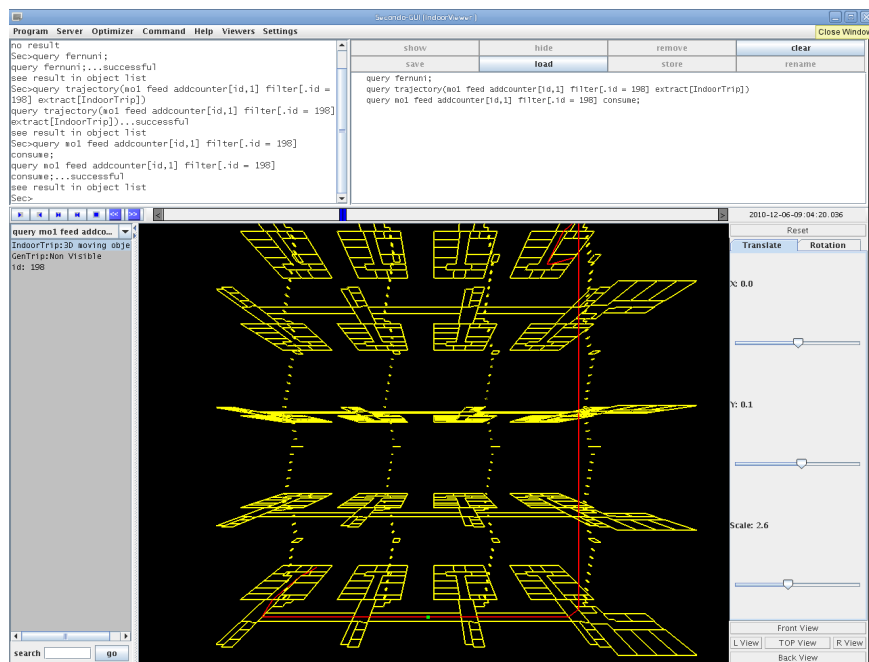 Secondo-GUI (IndoorViewer)
Program Server Optimizer Command Help Viewers Settings
Close Window
no result
Sec>query fernuni;
query fernuni;...successful
see result in object list
Sec>query trajectory(mo1 feed addcounter[id,1] filter[.id =
198] extract[IndoorTrip])
query trajectory(mo1 feed addcounter[id,1] filter[.id = 198]
extract[IndoorTrip])...successful
see result in object list
Sec>query mo1 feed addcounter[id,1] filter[.id = 198]
consume;
query mo1 feed addcounter[id,1] filter[.id = 198]
consume;...successful
see result in object list
Sec>
show hide remove clear
save load store rename
query fernuni;
query trajectory(mo1 feed addcounter[id,1] filter[.id = 198] extract[IndoorTrip])
query mo1 feed addcounter[id,1] filter[.id = 198] consume;
<< >> < > 2010-12-06-09:04:20.036
query mo1 feed addco...
IndoorTrip:3D moving obje
GenTrip:Non Visible
id: 198
search go
Reset
Translate Rotation
X: 0.0
Y: 0.1
Scale: 2.6
Front View
L View TOP View R View
Back View